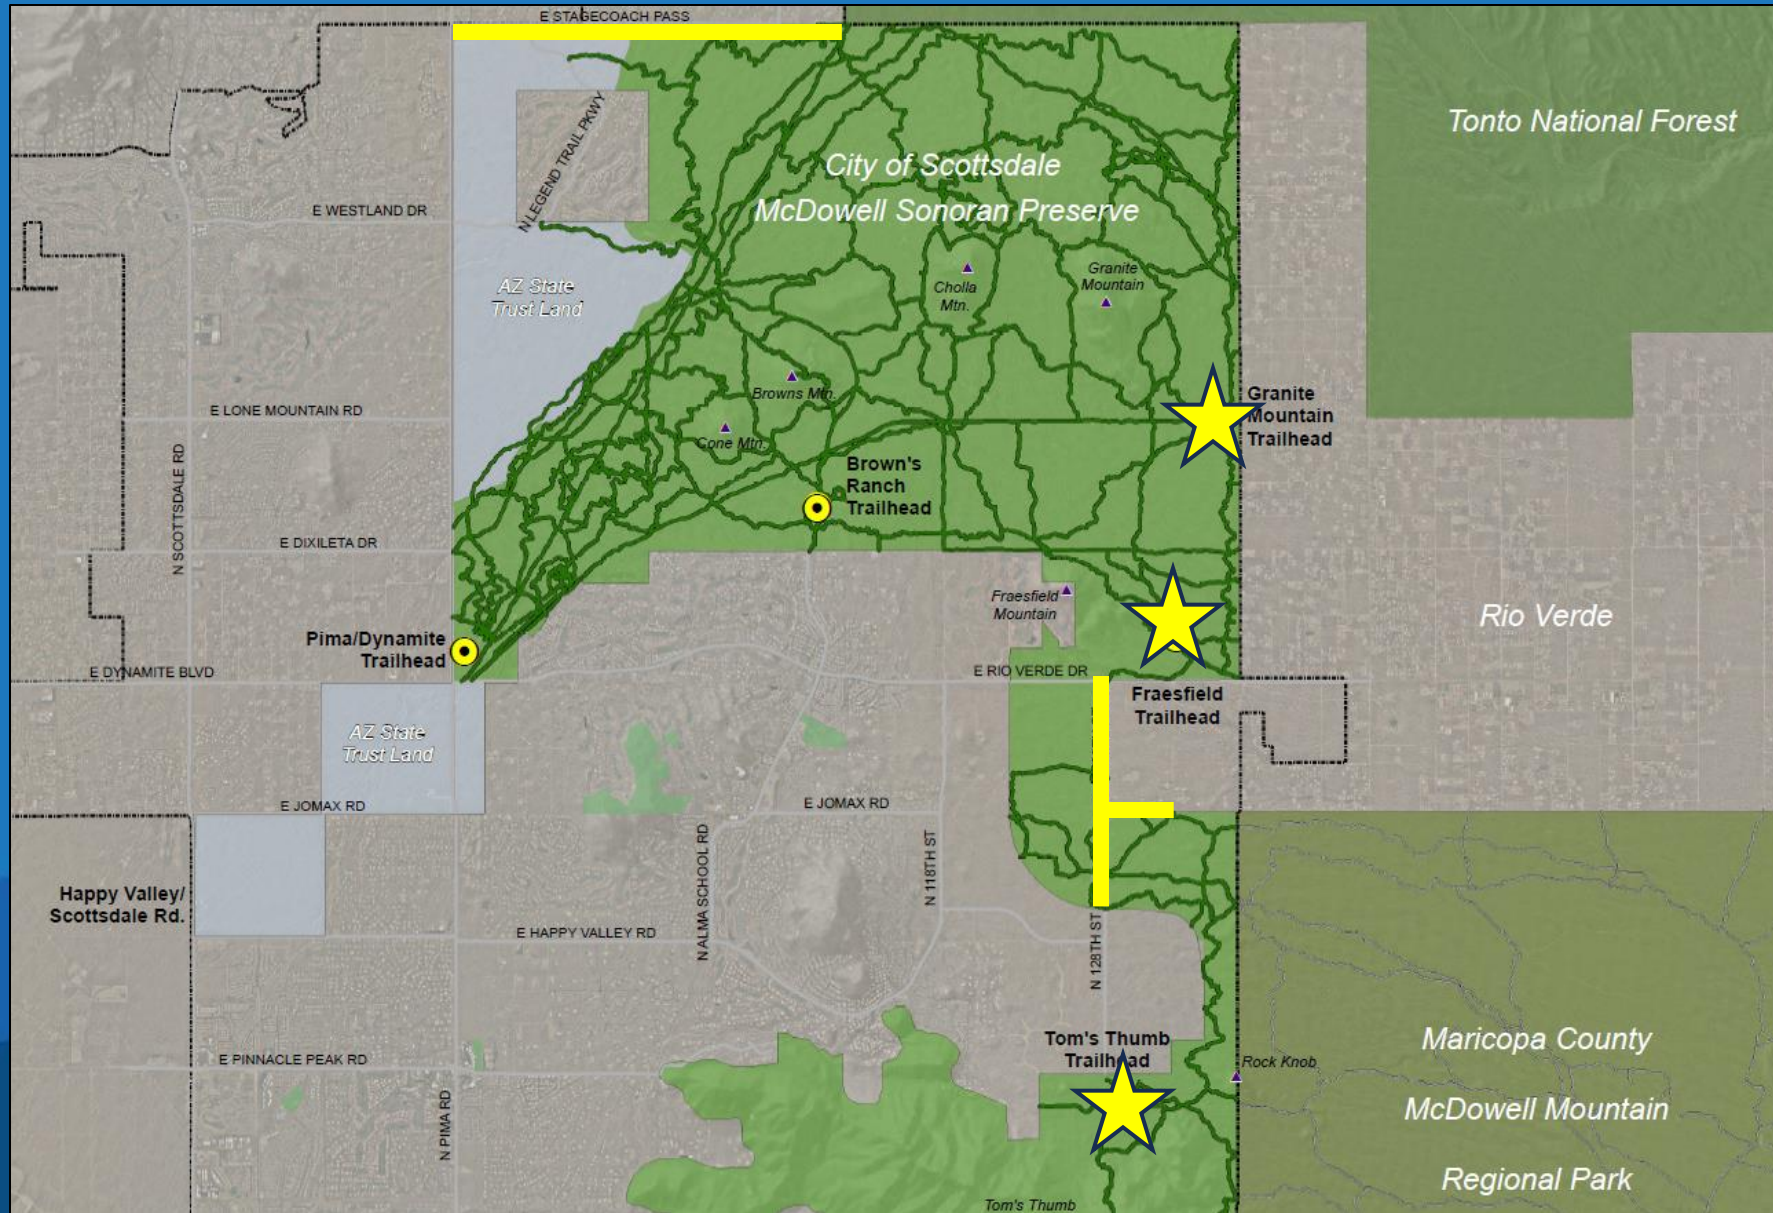 E STAGECOACH PASS
Tonto National Forest
N LEGEND TRAIL PKWY
City of Scottsdale
McDowell Sonoran Preserve
E WESTLAND DR
AZ State
Trust Land
Cholla
Mtn.
Granite
Mountain
Browns Mtn.
Granite
Mountain
Trailhead
E LONE MOUNTAIN RD
Cone Mtn.
Brown's
Ranch
Trailhead
N SCOTTSDALE RD
E DIXILETA DR
Fraesfield
Mountain
Rio Verde
Pima/Dynamite
Trailhead
E DYNAMITE BLVD
E RIO VERDE DR
Fraesfield
Trailhead
AZ State
Trust Land
E JOMAX RD
E JOMAX RD
N ALMA SCHOOL RD
N 118TH ST
Happy Valley/
Scottsdale Rd.
E HAPPY VALLEY RD
N 128TH ST
Tom's Thumb
Trailhead
E PINNACLE PEAK RD
Rock Knob
Maricopa County
McDowell Mountain
Regional Park
N PIMA RD
Tom's Thumb